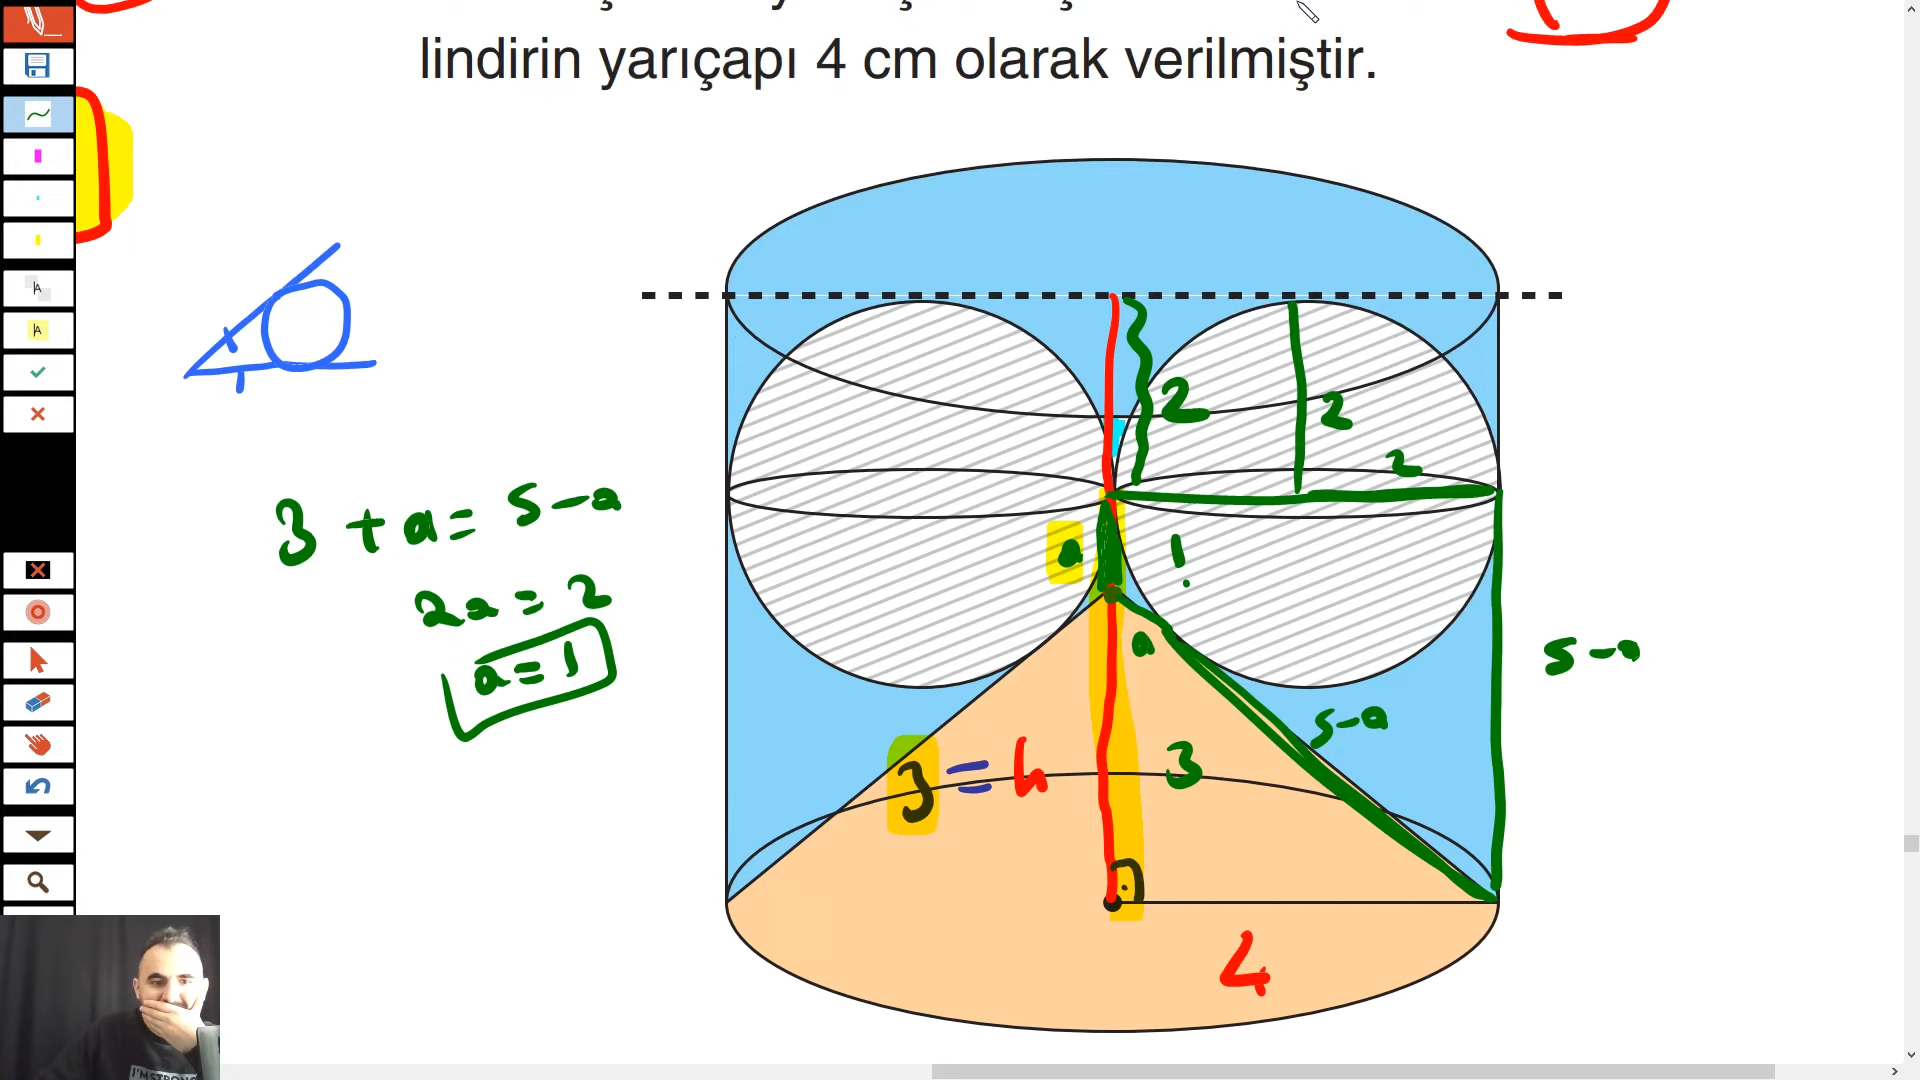 lindirin yarıçapı 4 cm olarak verilmiştir.
2
2
2
3 + a = 5 - a
a
!
2a = 2
a = 1
a
5 - a
5 - a
3 = h
3
4
I'M STRONG